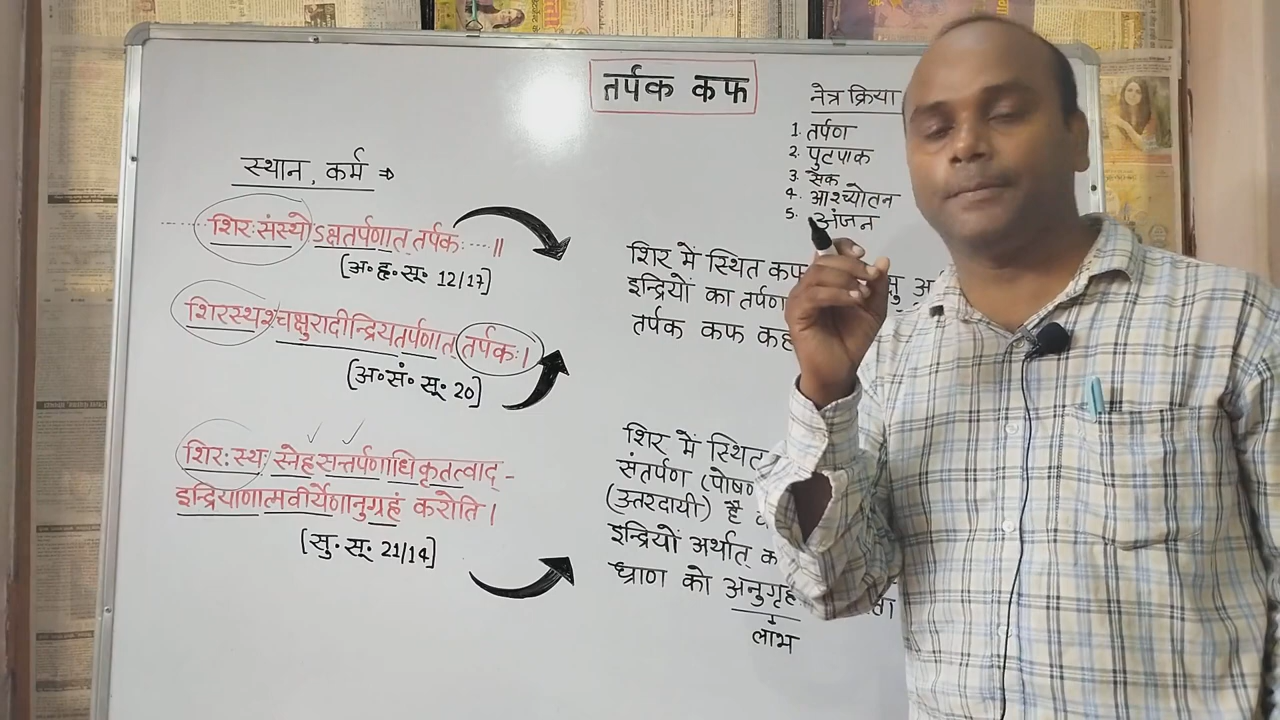 तर्पक कफ
स्थान, कर्म ⇒
शिरः संस्थोऽक्षतर्पणात् तर्पकः ....॥
[अ॰ हृ॰ सू॰ 12/17]
शिरस्थश्चक्षुरादीन्द्रियतर्पणात् तर्पकः।
[अ॰ सं॰ सू॰ 20]
शिरः स्थः स्नेहसन्तर्पणाधिकृतत्वाद्-
इन्द्रियाणात्मवीर्येणानुग्रहं करोति।
[सु॰ सू॰ 21/14]
नेत्र क्रिया
1. तर्पण
2. पुटपाक
3. सेक
4. आश्च्योतन
5. अंजन
शिर में स्थित कफ
इन्द्रियों का तर्पण
तर्पक कफ कह
शिर में स्थित
संतर्पण (पोषण
(उत्तरदायी) है
इन्द्रियों अर्थात् क
घ्राण को अनुगृह
लाभ